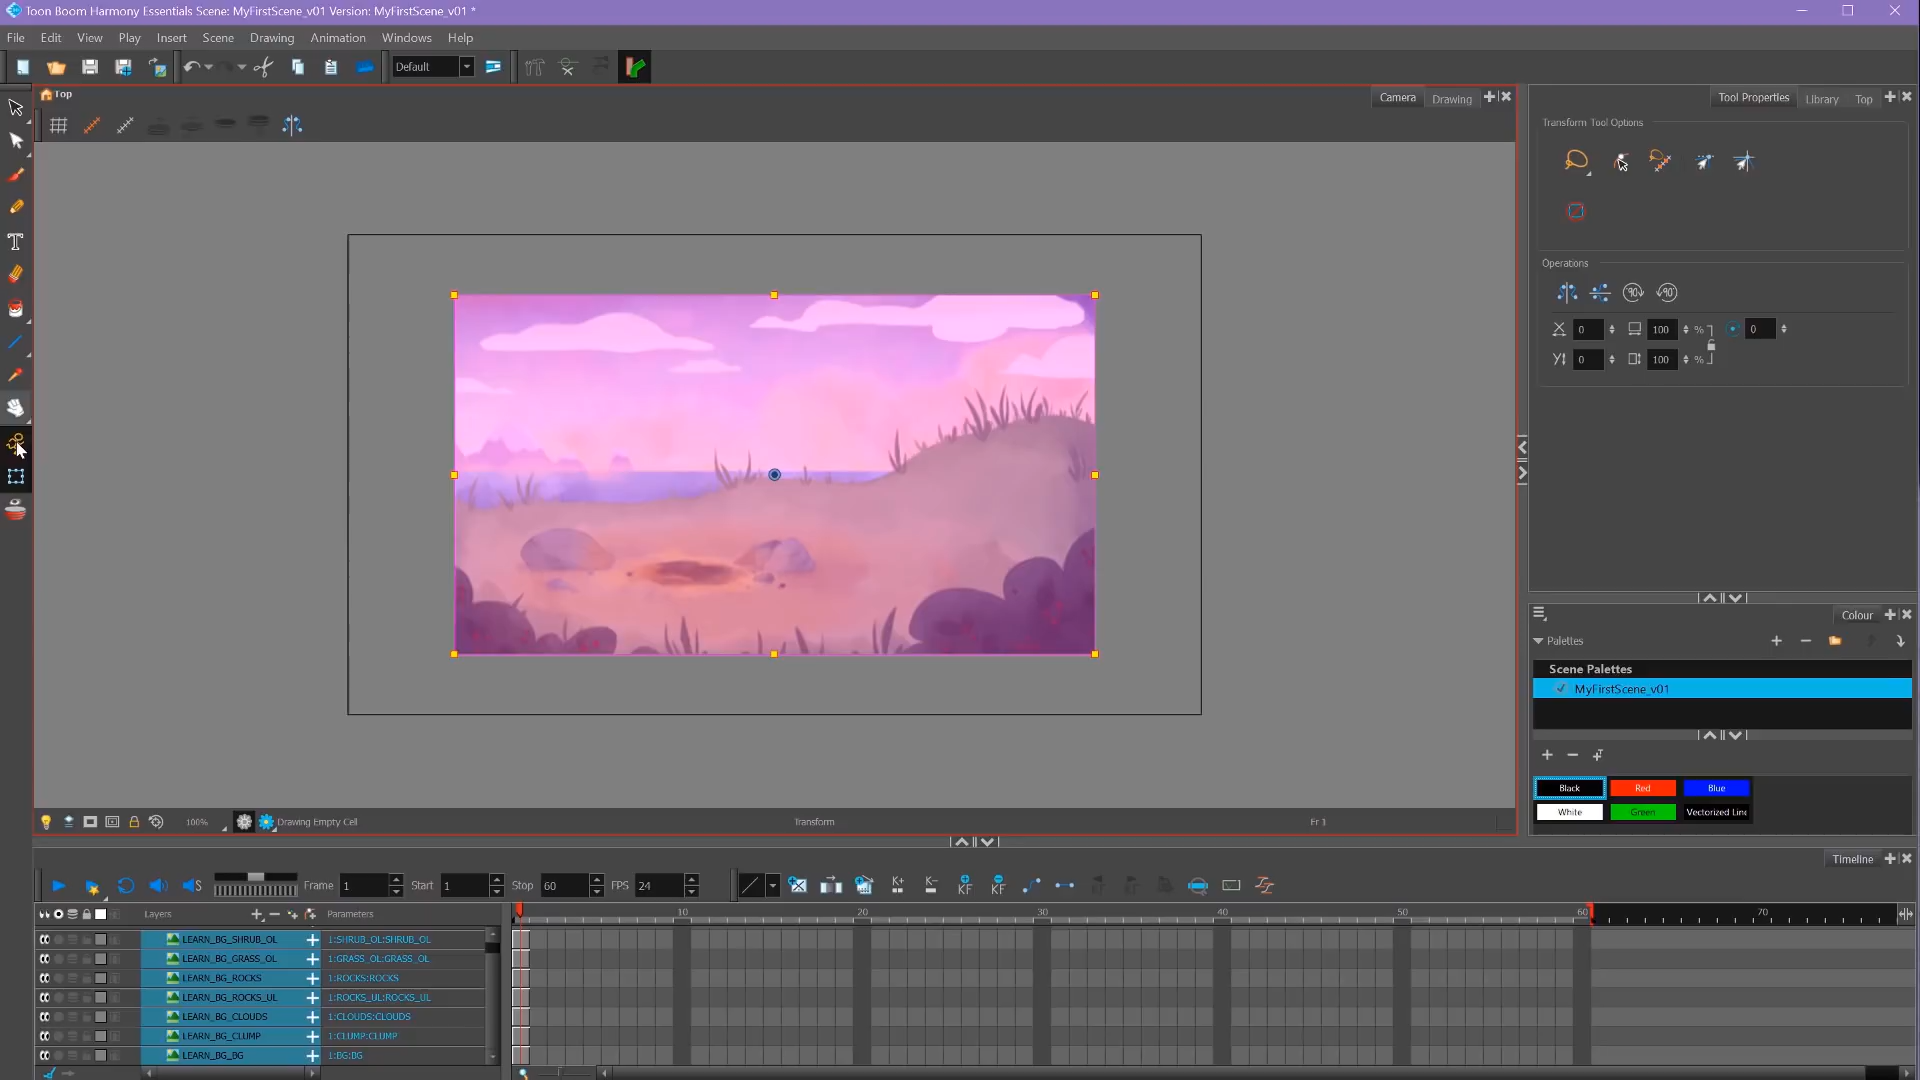 Toon Boom Harmony Essentials Scene: MyFirstScene_v01 Version: MyFirstScene_v01 *
File Edit View Play Insert Scene Drawing Animation Windows Help
Default
Top
Camera Drawing
Tool Properties Library Top
Transform Tool Options
Operations
90 90
X 0 100 % 0
Y 0 100 %
Colour
Palettes
Scene Palettes
MyFirstScene_v01
Black Red Blue
White Green Vectorized Line
100% Drawing Empty Cell Transform Fr 1
Timeline
Frame 1 Start 1 Stop 60 FPS 24
Layers Parameters
10 20 30 40 50 60 70
LEARN_BG_SHRUB_OL 1:SHRUB_OL:SHRUB_OL
LEARN_BG_GRASS_OL 1:GRASS_OL:GRASS_OL
LEARN_BG_ROCKS 1:ROCKS:ROCKS
LEARN_BG_ROCKS_UL 1:ROCKS_UL:ROCKS_UL
LEARN_BG_CLOUDS 1:CLOUDS:CLOUDS
LEARN_BG_CLUMP 1:CLUMP:CLUMP
LEARN_BG_BG 1:BG:BG